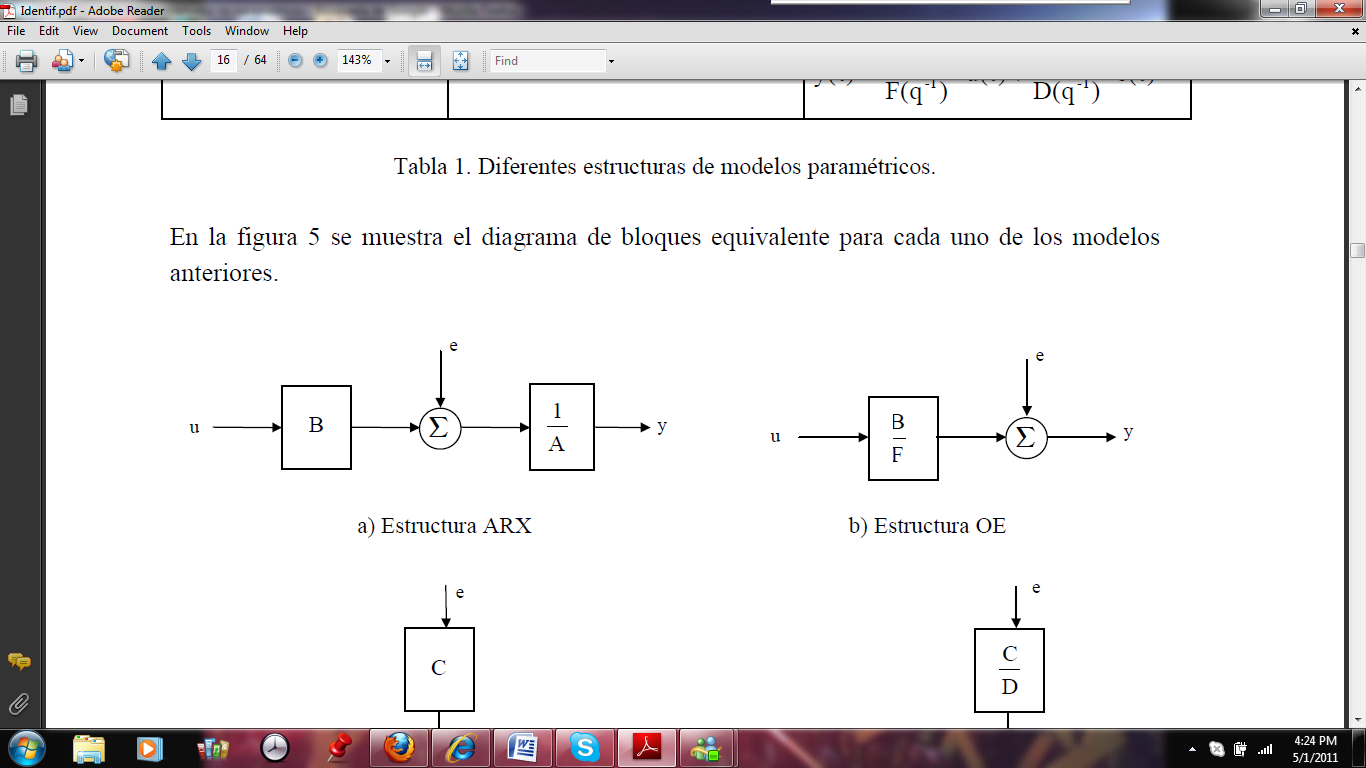 Identif.pdf - Adobe Reader
File Edit View Document Tools Window Help
16 / 64 143% Find
F(q⁻¹) D(q⁻¹)
Tabla 1. Diferentes estructuras de modelos paramétricos.
En la figura 5 se muestra el diagrama de bloques equivalente para cada uno de los modelos
anteriores.
e
u B Σ 1 y
A
a) Estructura ARX
e
u B Σ y
F
b) Estructura OE
e
C
e
C
D
4:24 PM
5/1/2011